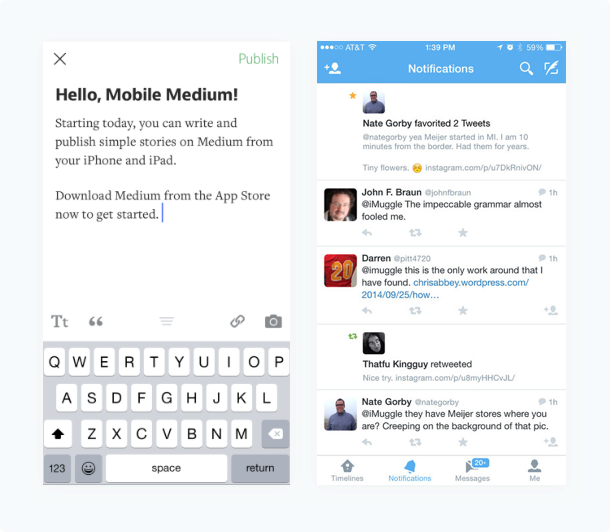 Publish
Hello, Mobile Medium!
Starting today, you can write and
publish simple stories on Medium from
your iPhone and iPad.
Download Medium from the App Store
now to get started.
Tt “
Q W E R T Y U I O P
A S D F G H J K L
Z X C V B N M
123 space return
AT&T 1:39 PM 59%
Notifications
Nate Gorby favorited 2 Tweets
@nategorby yea Meijer started in MI. I am 10
minutes from the border. Had them for years.
Tiny flowers. 😊 instagram.com/p/u7DkRnivON/
John F. Braun @johnfbraun 1h
@iMuggle The impeccable grammar almost
fooled me.
Darren @pitt4720 1h
@imuggle this is the only work around that I
have found. chrisabbey.wordpress.com/
2014/09/25/how…
20
Thatfu Kingguy retweeted
Nice try. instagram.com/p/u8myHHCvLJ/
Nate Gorby @nategorby 1h
@iMuggle they have Meijer stores where you
are? Creeping on the background of that pic.
20+
Timelines Notifications Messages Me